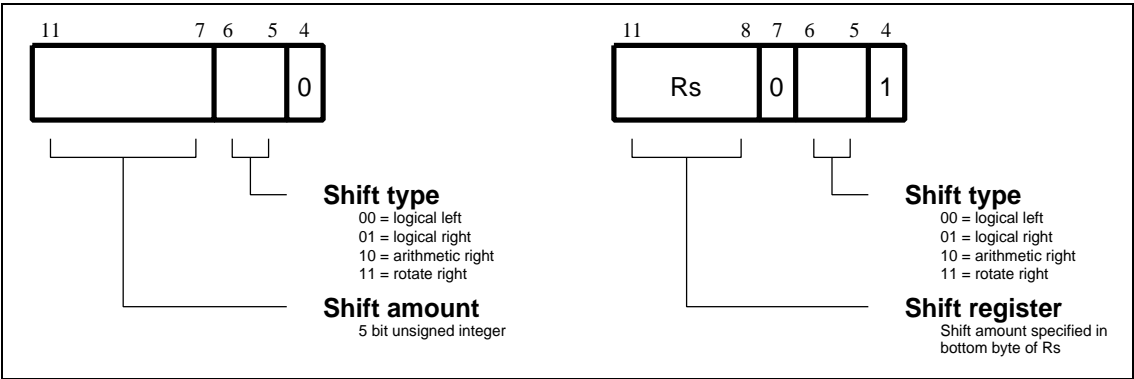 11 7 6 5 4
0
Shift type
00 = logical left
01 = logical right
10 = arithmetic right
11 = rotate right
Shift amount
5 bit unsigned integer
11 8 7 6 5 4
Rs 0 1
Shift type
00 = logical left
01 = logical right
10 = arithmetic right
11 = rotate right
Shift register
Shift amount specified in
bottom byte of Rs